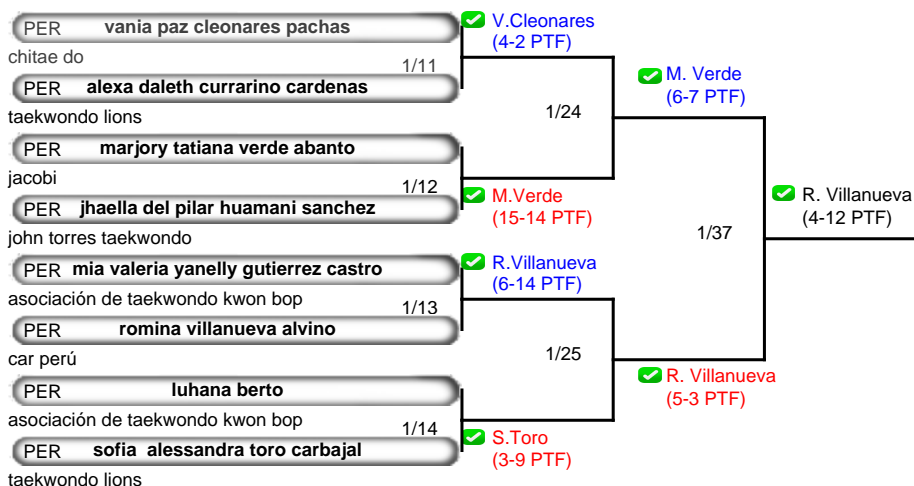 PER vania paz cleonares pachas
chitae do
1/11
PER alexa daleth currarino cardenas
taekwondo lions
PER marjory tatiana verde abanto
jacobi
1/12
PER jhaella del pilar huamani sanchez
john torres taekwondo
PER mia valeria yanelly gutierrez castro
asociación de taekwondo kwon bop
1/13
PER romina villanueva alvino
car perú
PER luhana berto
asociación de taekwondo kwon bop
1/14
PER sofia alessandra toro carbajal
taekwondo lions
V.Cleonares
(4-2 PTF)
1/24
M.Verde
(15-14 PTF)
R.Villanueva
(6-14 PTF)
1/25
S.Toro
(3-9 PTF)
M. Verde
(6-7 PTF)
1/37
R. Villanueva
(5-3 PTF)
R. Villanueva
(4-12 PTF)